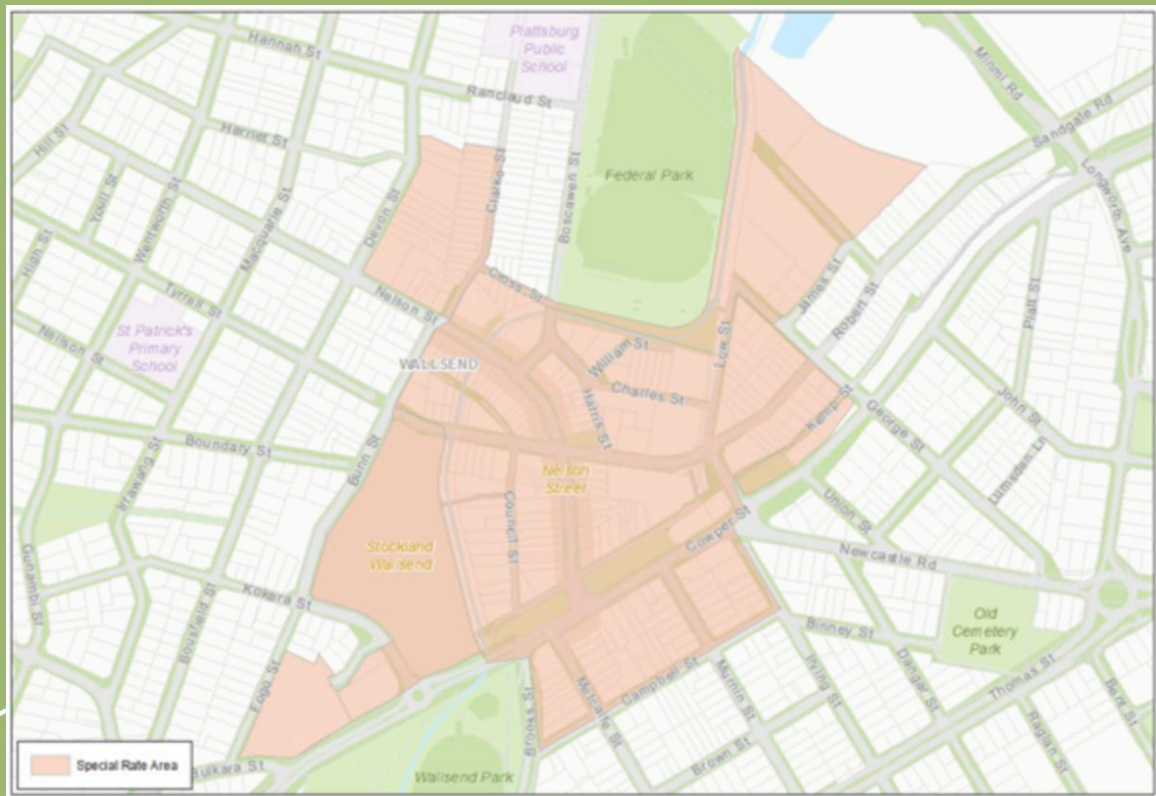 Hannah St
Plattsburg
Public
School
Ranclaud St
Minmi Rd
Sandgate Rd
Longworth Ave
Hill St
Harriet St
Youll St
Wentworth St
Macquarie St
Devon St
Clarke St
Boscawen St
Federal Park
High St
Tyrrell St
Nelson St
Cross St
James St
Robert St
Platt St
St Patrick's
Primary
School
Neilson St
WALLSEND
William St
Low St
Charles St
Harris St
Kemp St
George St
John St
Lumsden Ln
Boundary St
Bunn St
Irrawang St
Nelson
Street
Council St
Union St
Cowper St
Newcastle Rd
Stockland
Wallsend
Gunambi St
Kokera St
Bousfield St
Fogo St
Old
Cemetery
Park
Binney St
Dangar St
Irving St
Thomas St
Campbell St
Murnin St
Metcalfe St
Brooks St
Brown St
Raglan St
Bent St
Wallsend Park
Bulkara St
Special Rate Area